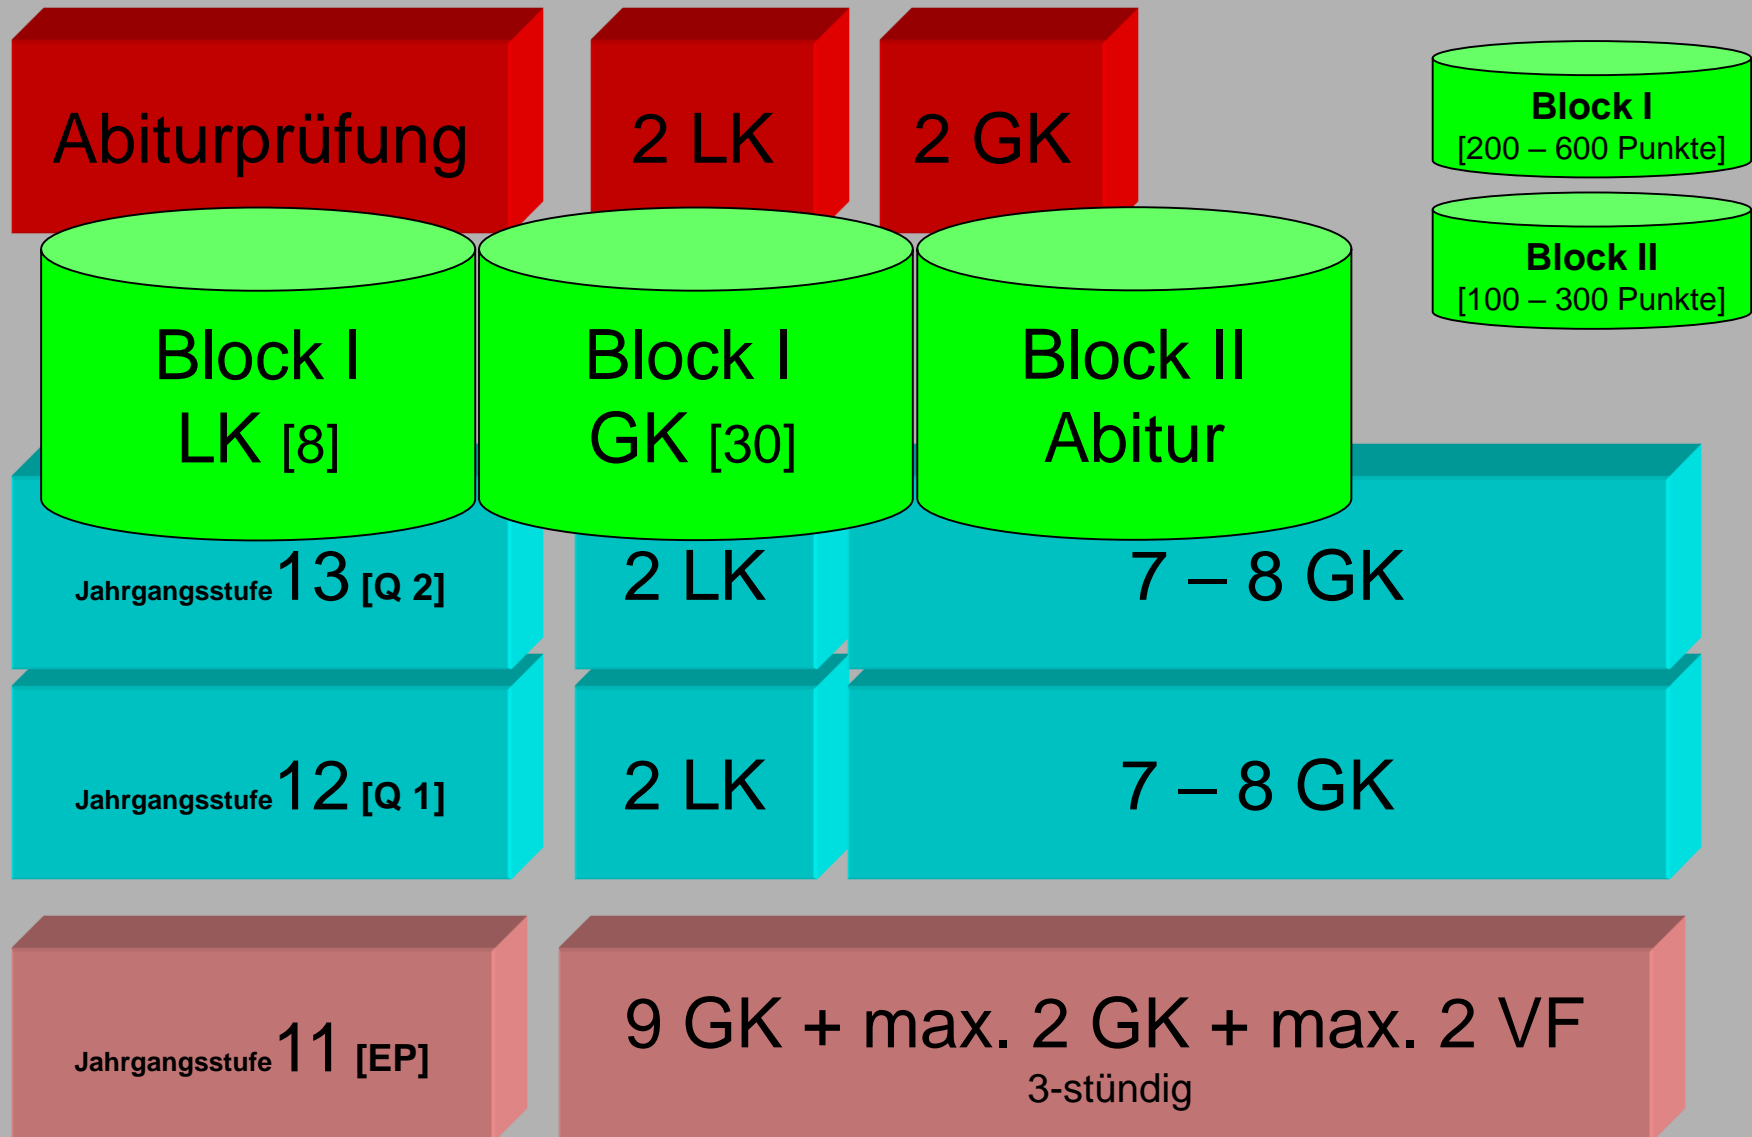 Abiturprüfung
2 LK
2 GK
Block I
[200 – 600 Punkte]
Block II
[100 – 300 Punkte]
Block I
LK [8]
Block I
GK [30]
Block II
Abitur
Jahrgangsstufe 13 [Q 2]
2 LK
7 – 8 GK
Jahrgangsstufe 12 [Q 1]
2 LK
7 – 8 GK
Jahrgangsstufe 11 [EP]
9 GK + max. 2 GK + max. 2 VF
3-stündig